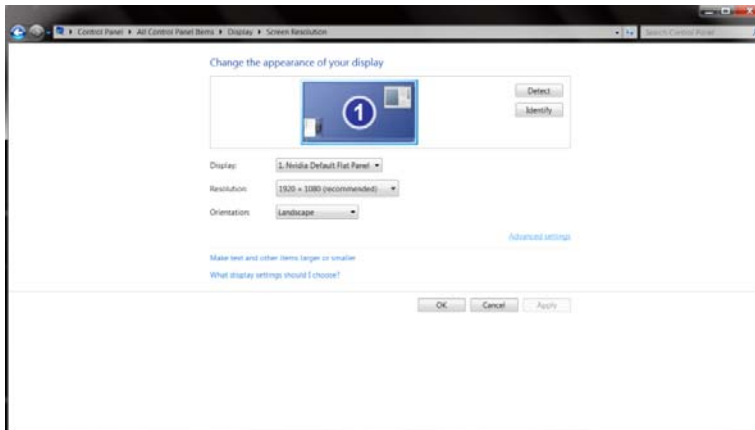 Control Panel ▸ All Control Panel Items ▸ Display ▸ Screen Resolution
Search Control Panel
Change the appearance of your display
1
Detect
Identify
Display: 1. Nvidia Default Flat Panel
Resolution: 1920 × 1080 (recommended)
Orientation: Landscape
Advanced settings
Make text and other items larger or smaller
What display settings should I choose?
OK Cancel Apply